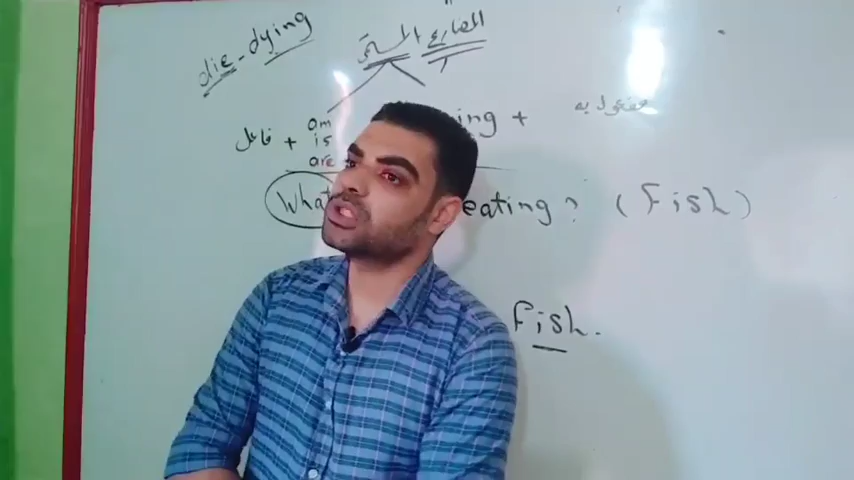 die - dying
المضارع المستمر
فاعل + am ing + مفعول به
is
are
What eating ? (Fish)
Fish.